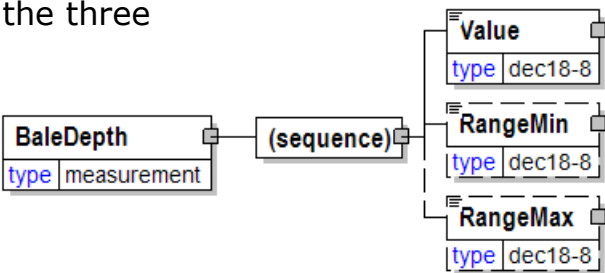 the three
Value
type dec18-8
BaleDepth
type measurement
(sequence)
RangeMin
type dec18-8
RangeMax
type dec18-8